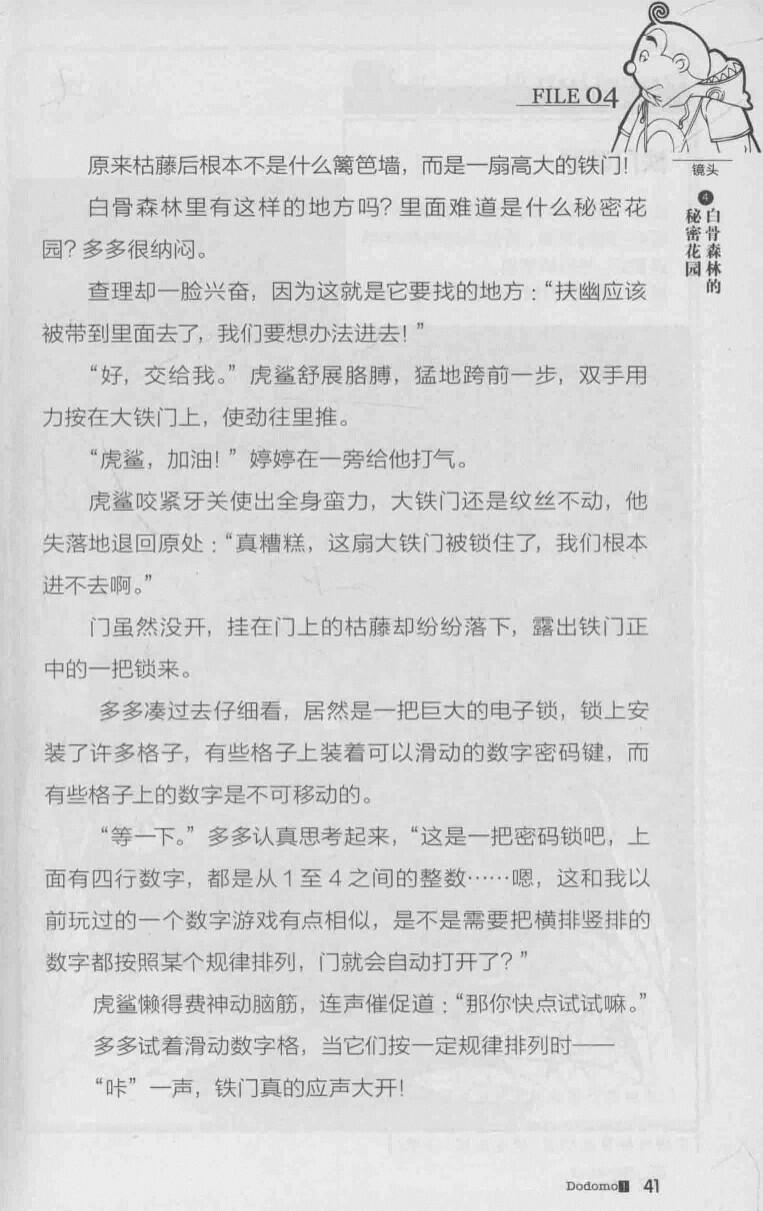 FILE 04
镜头
4
白骨森林的
秘密花园
原来枯藤后根本不是什么篱笆墙，而是一扇高大的铁门！
白骨森林里有这样的地方吗？里面难道是什么秘密花
园？多多很纳闷。
查理却一脸兴奋，因为这就是它要找的地方：“扶幽应该
被带到里面去了，我们要想办法进去！”
“好，交给我。”虎鲨舒展胳膊，猛地跨前一步，双手用
力按在大铁门上，使劲往里推。
“虎鲨，加油！”婷婷在一旁给他打气。
虎鲨咬紧牙关使出全身蛮力，大铁门还是纹丝不动，他
失落地退回原处：“真糟糕，这扇大铁门被锁住了，我们根本
进不去啊。”
门虽然没开，挂在门上的枯藤却纷纷落下，露出铁门正
中的一把锁来。
多多凑过去仔细看，居然是一把巨大的电子锁，锁上安
装了许多格子，有些格子上装着可以滑动的数字密码键，而
有些格子上的数字是不可移动的。
“等一下。”多多认真思考起来，“这是一把密码锁吧，上
面有四行数字，都是从1至4之间的整数……嗯，这和我以
前玩过的一个数字游戏有点相似，是不是需要把横排竖排的
数字都按照某个规律排列，门就会自动打开了？”
虎鲨懒得费神动脑筋，连声催促道：“那你快点试试嘛。”
多多试着滑动数字格，当它们按一定规律排列时——
“咔”一声，铁门真的应声大开！
Dodomo1 41